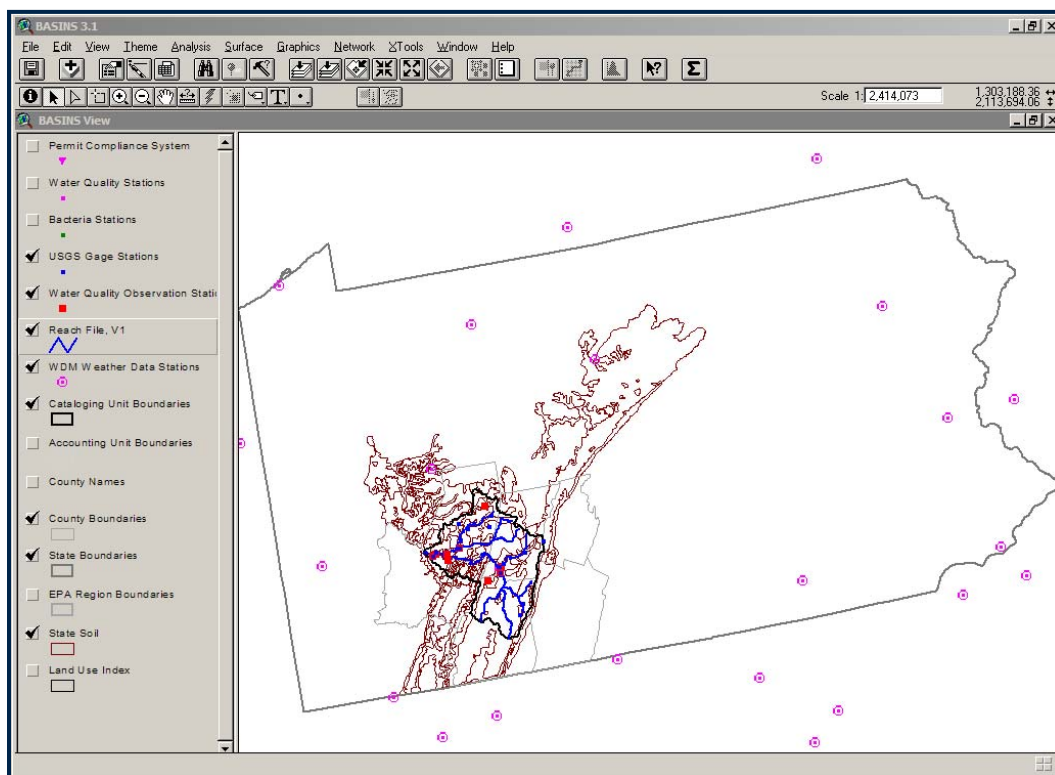 BASINS 3.1
File Edit View Theme Analysis Surface Graphics Network XTools Window Help
Scale 1: 2,414,073
1,303,188.36
2,113,694.06
BASINS View
Permit Compliance System
Water Quality Stations
Bacteria Stations
USGS Gage Stations
Water Quality Observation Stati
Reach File, V1
WDM Weather Data Stations
Cataloging Unit Boundaries
Accounting Unit Boundaries
County Names
County Boundaries
State Boundaries
EPA Region Boundaries
State Soil
Land Use Index